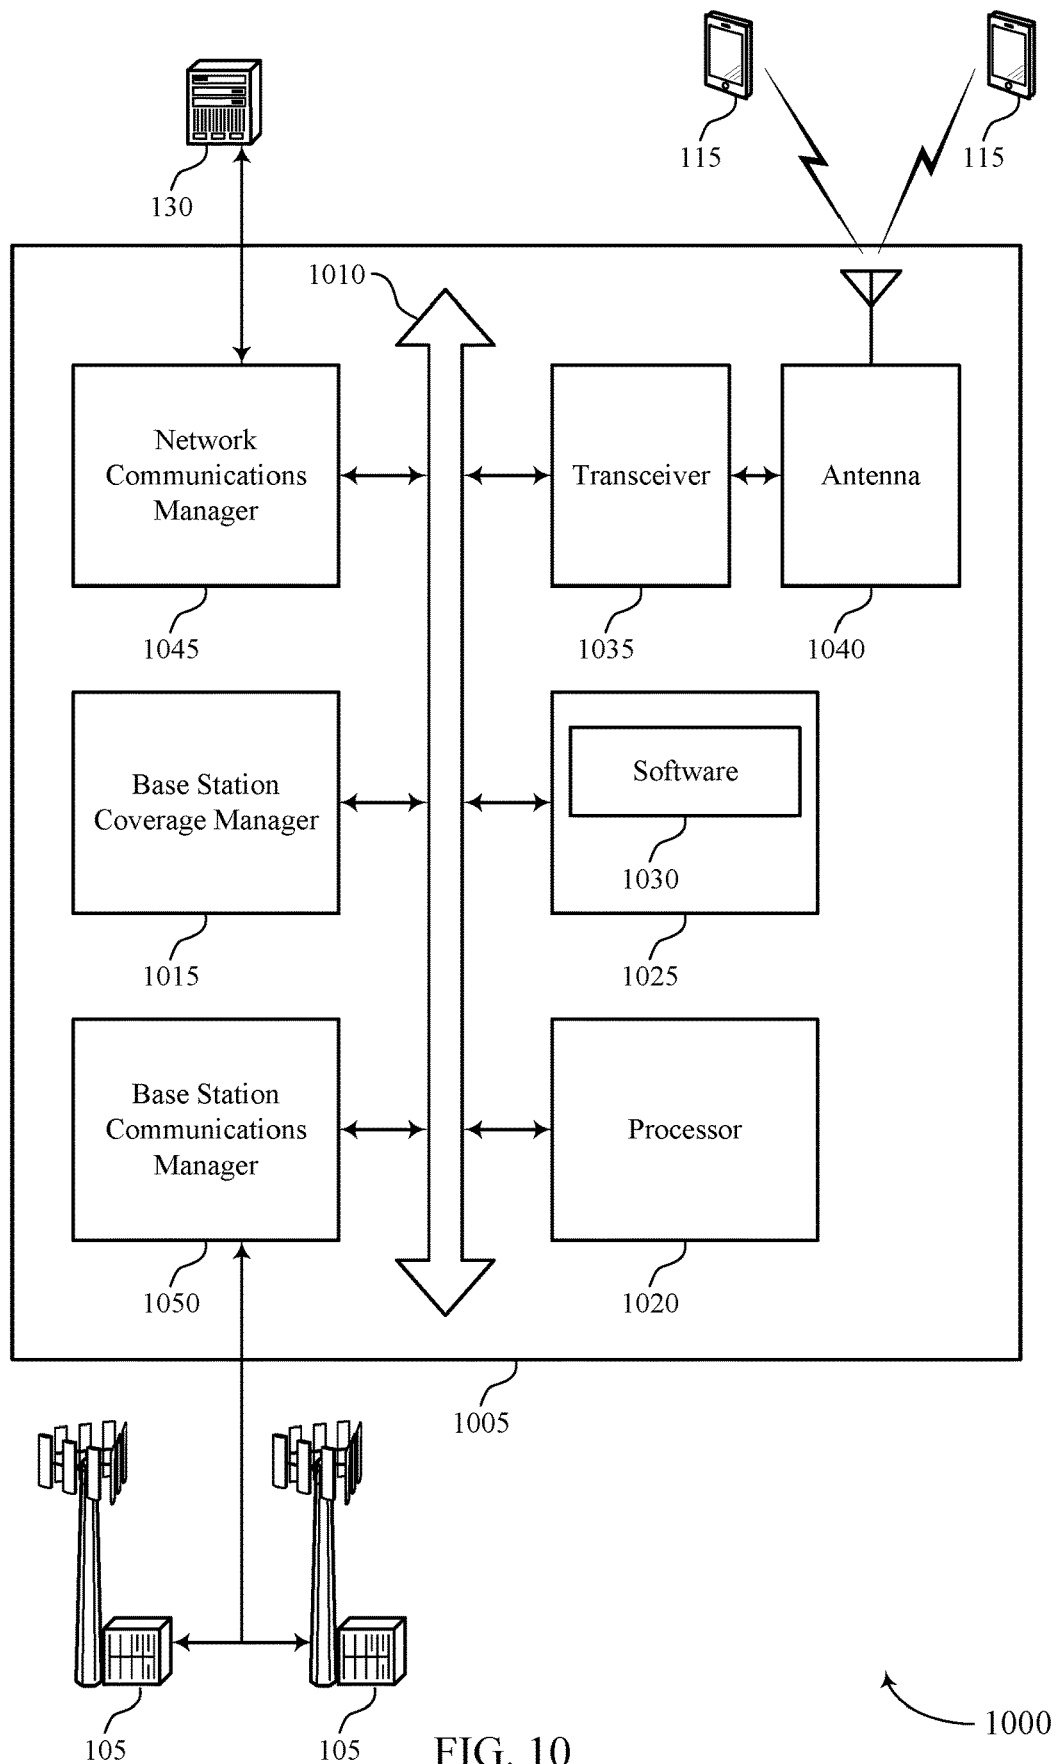 115
115
130
1010
Network
Communications
Manager
Transceiver
Antenna
1045
1035
1040
Base Station
Coverage Manager
Software
1030
1015
1025
Base Station
Communications
Manager
Processor
1050
1020
1005
105
105
1000
FIG. 10